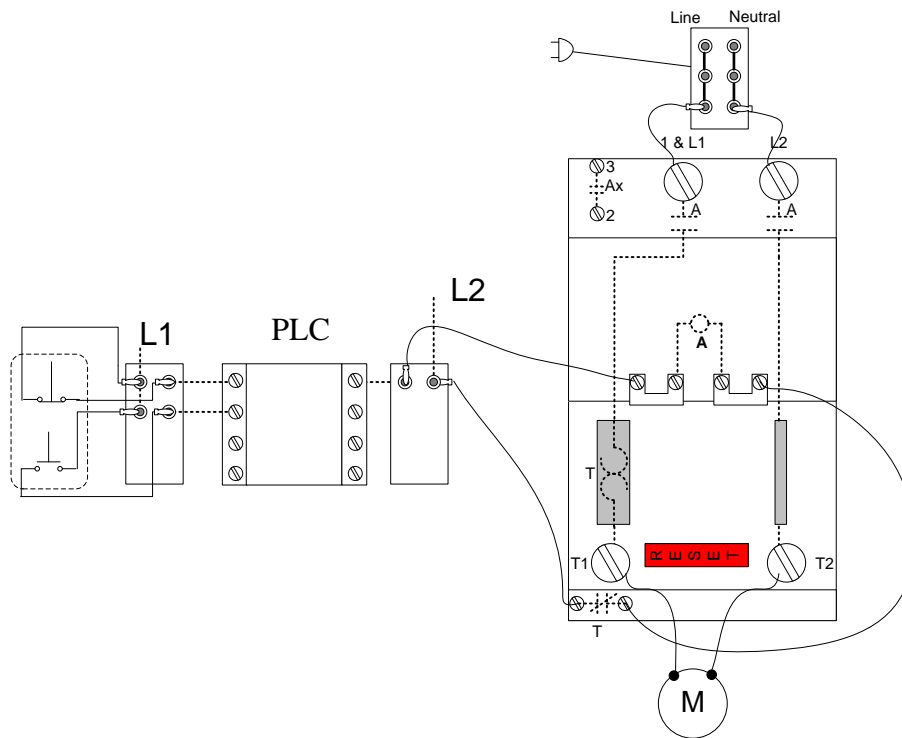 Line Neutral
1 & L1 L2
3
Ax
2
A A
L1
PLC
L2
A
T
T1
RESET
T2
T
M